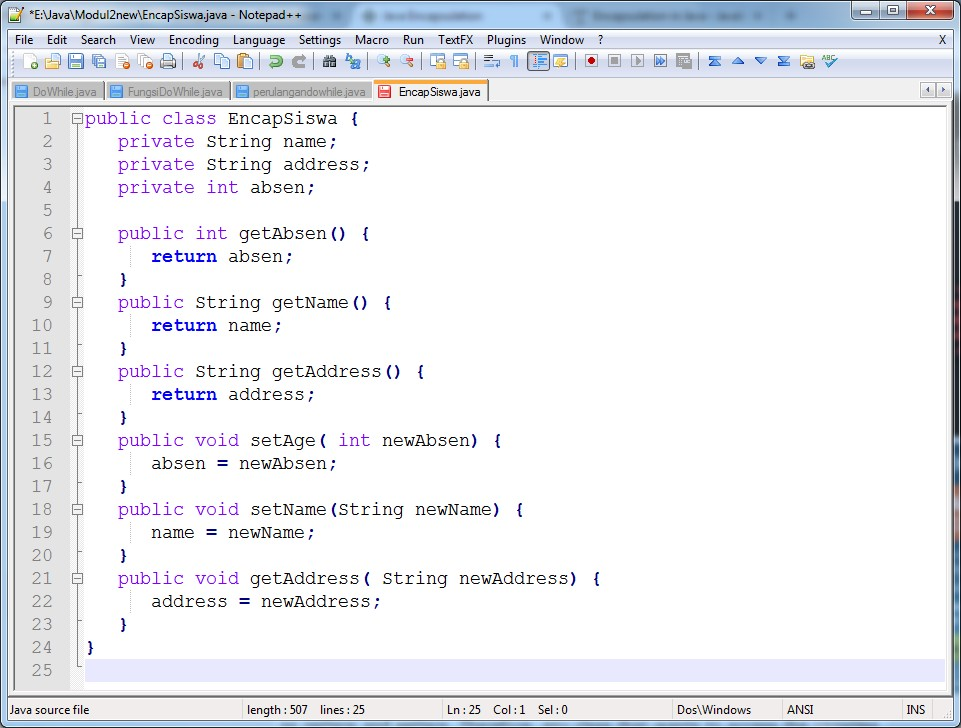 *E:\Java\Modul2new\EncapSiswa.java - Notepad++
File Edit Search View Encoding Language Settings Macro Run TextFX Plugins Window ? X
DoWhile.java FungsiDoWhile.java perulangandowhile.java EncapSiswa.java
1 public class EncapSiswa {
2 private String name;
3 private String address;
4 private int absen;
5
6 public int getAbsen() {
7 return absen;
8 }
9 public String getName() {
10 return name;
11 }
12 public String getAddress() {
13 return address;
14 }
15 public void setAge( int newAbsen) {
16 absen = newAbsen;
17 }
18 public void setName(String newName) {
19 name = newName;
20 }
21 public void getAddress( String newAddress) {
22 address = newAddress;
23 }
24 }
25
Java source file length : 507 lines : 25 Ln : 25 Col : 1 Sel : 0 Dos\Windows ANSI INS